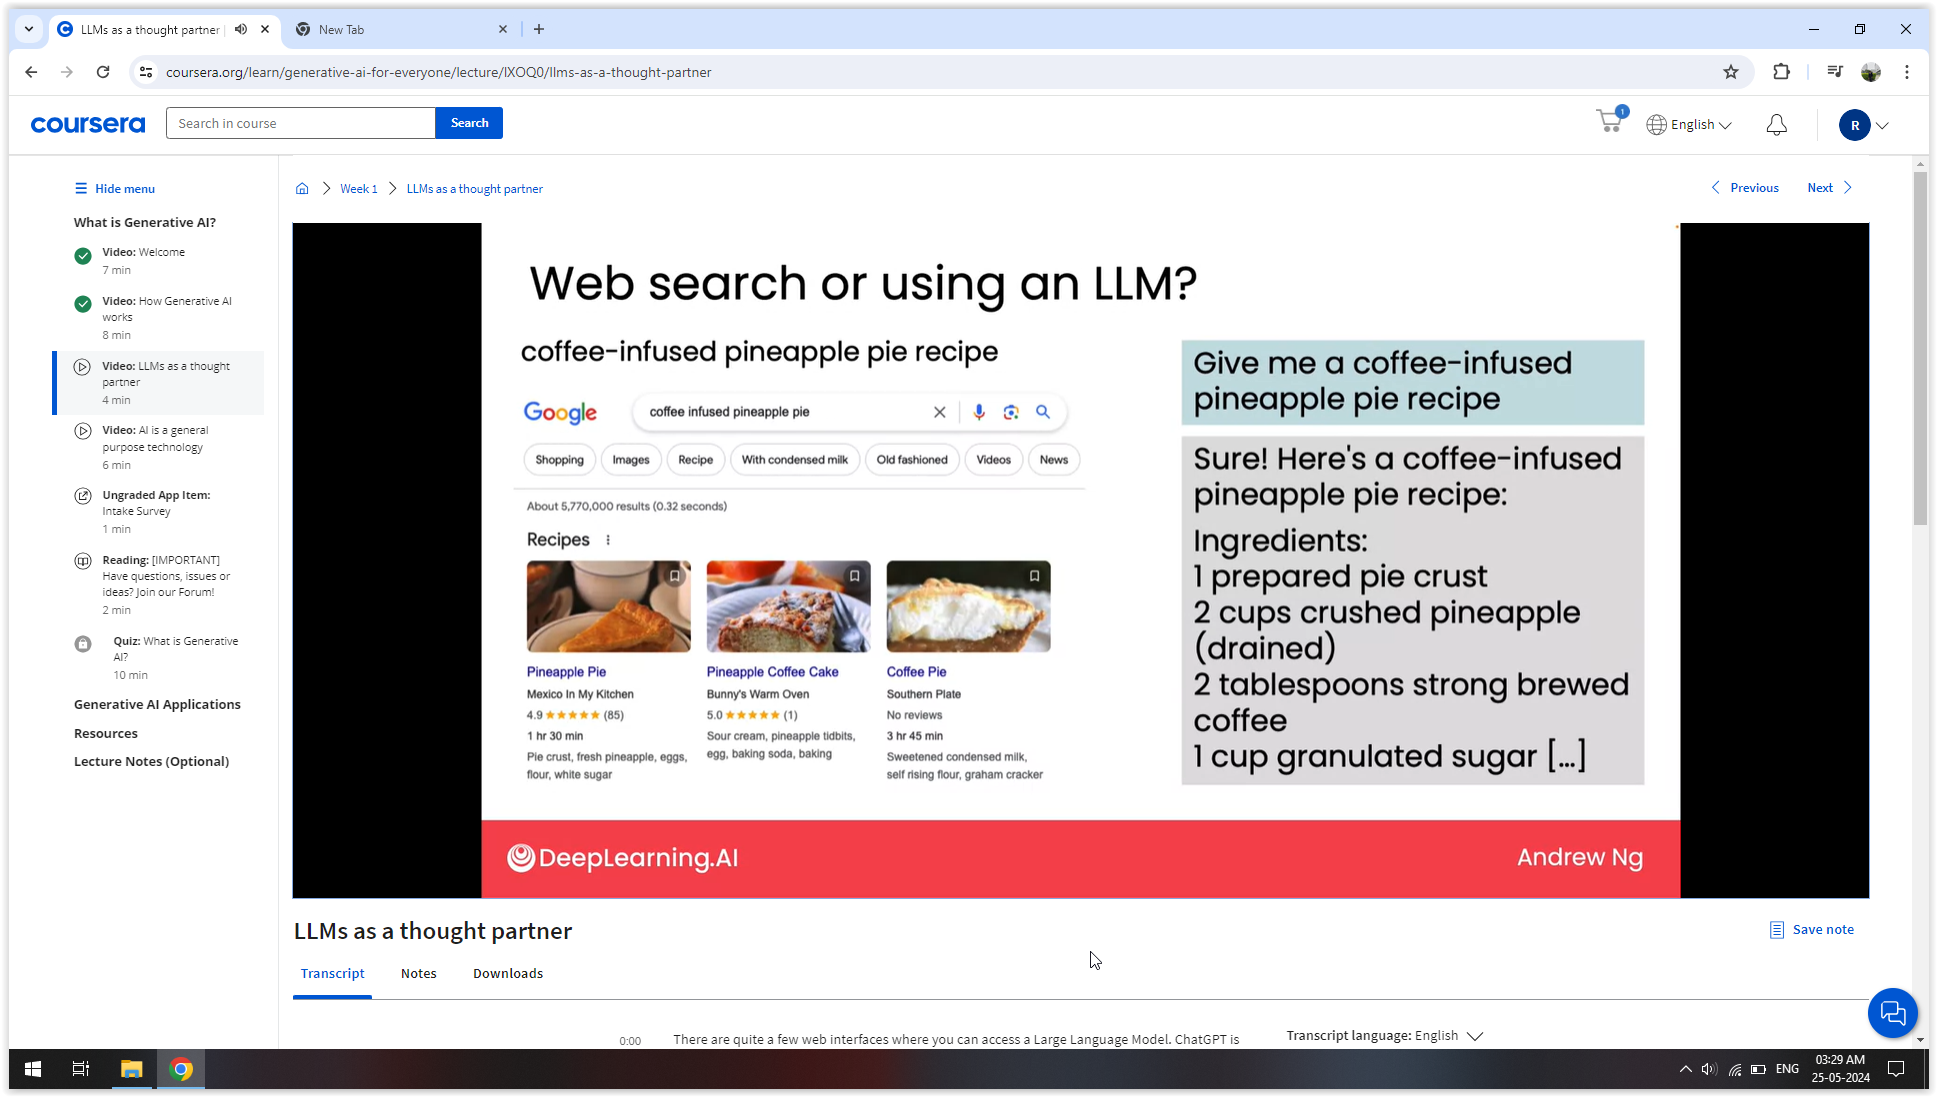 LLMs as a thought partner
New Tab
coursera.org/learn/generative-ai-for-everyone/lecture/IXOQ0/llms-as-a-thought-partner
coursera
Search in course
Search
1
English
R
Hide menu
Week 1
LLMs as a thought partner
Previous
Next
What is Generative AI?
Video: Welcome
7 min
Video: How Generative AI
works
8 min
Video: LLMs as a thought
partner
4 min
Video: AI is a general
purpose technology
6 min
Ungraded App Item:
Intake Survey
1 min
Reading: [IMPORTANT]
Have questions, issues or
ideas? Join our Forum!
2 min
Quiz: What is Generative
AI?
10 min
Generative AI Applications
Resources
Lecture Notes (Optional)
Web search or using an LLM?
coffee-infused pineapple pie recipe
Google
coffee infused pineapple pie
Shopping
Images
Recipe
With condensed milk
Old fashioned
Videos
News
About 5,770,000 results (0.32 seconds)
Recipes
Pineapple Pie
Mexico In My Kitchen
4.9 ★★★★★ (85)
1 hr 30 min
Pie crust, fresh pineapple, eggs,
flour, white sugar
Pineapple Coffee Cake
Bunny's Warm Oven
5.0 ★★★★★ (1)
Sour cream, pineapple tidbits,
egg, baking soda, baking
Coffee Pie
Southern Plate
No reviews
3 hr 45 min
Sweetened condensed milk,
self rising flour, graham cracker
Give me a coffee-infused
pineapple pie recipe
Sure! Here's a coffee-infused
pineapple pie recipe:
Ingredients:
1 prepared pie crust
2 cups crushed pineapple
(drained)
2 tablespoons strong brewed
coffee
1 cup granulated sugar [...]
DeepLearning.AI
Andrew Ng
LLMs as a thought partner
Save note
Transcript
Notes
Downloads
0:00
There are quite a few web interfaces where you can access a Large Language Model. ChatGPT is
Transcript language: English
ENG
03:29 AM
25-05-2024